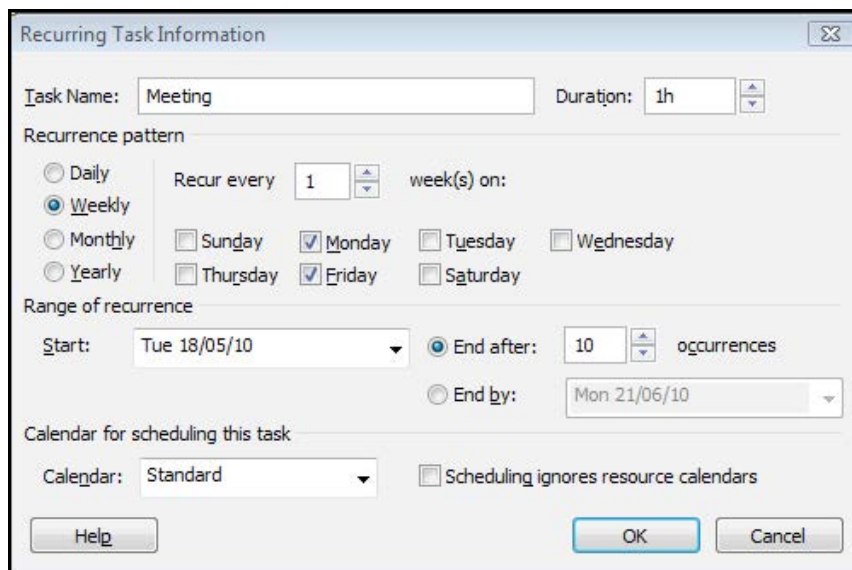 Recurring Task Information
Task Name: Meeting Duration: 1h
Recurrence pattern
Daily Recur every 1 week(s) on:
Weekly
Monthly Sunday Monday Tuesday Wednesday
Yearly Thursday Friday Saturday
Range of recurrence
Start: Tue 18/05/10 End after: 10 occurrences
End by: Mon 21/06/10
Calendar for scheduling this task
Calendar: Standard Scheduling ignores resource calendars
Help OK Cancel